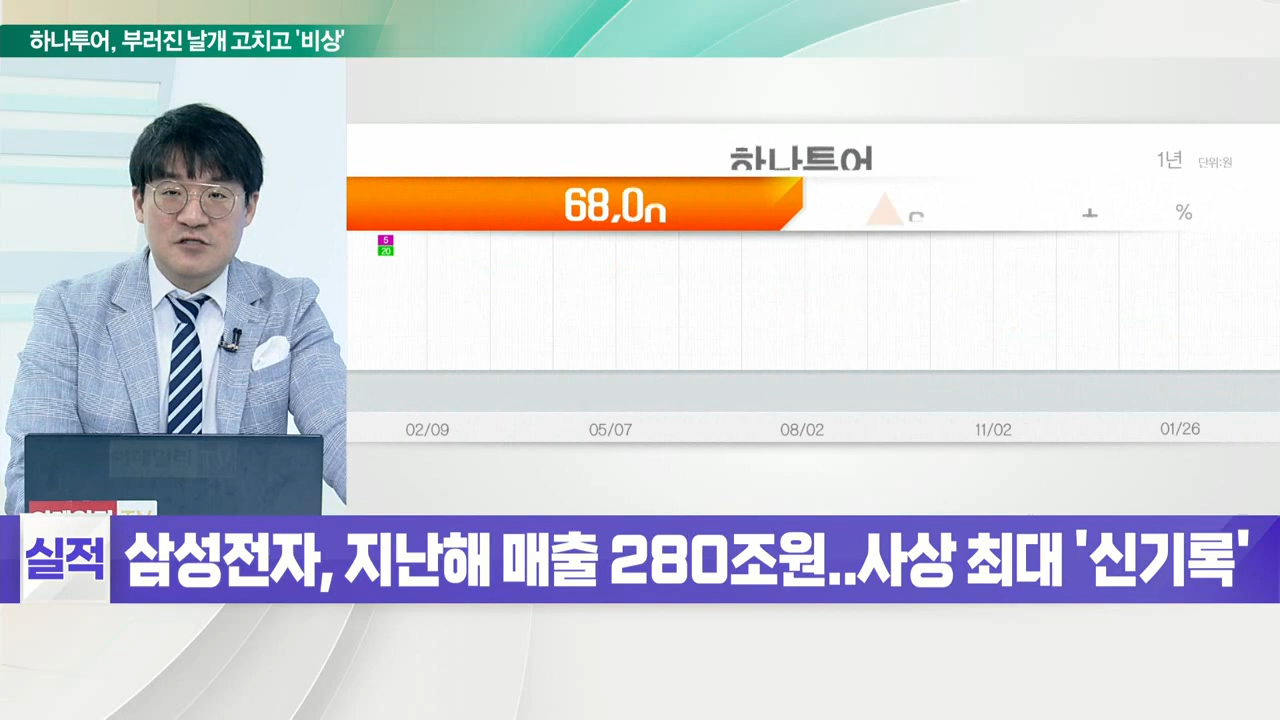 하나투어, 부러진 날개 고치고 '비상'
하나투어
1년 단위:원
68,0
%
5
20
02/09 05/07 08/02 11/02 01/26
실적 삼성전자, 지난해 매출 280조원..사상 최대 '신기록'